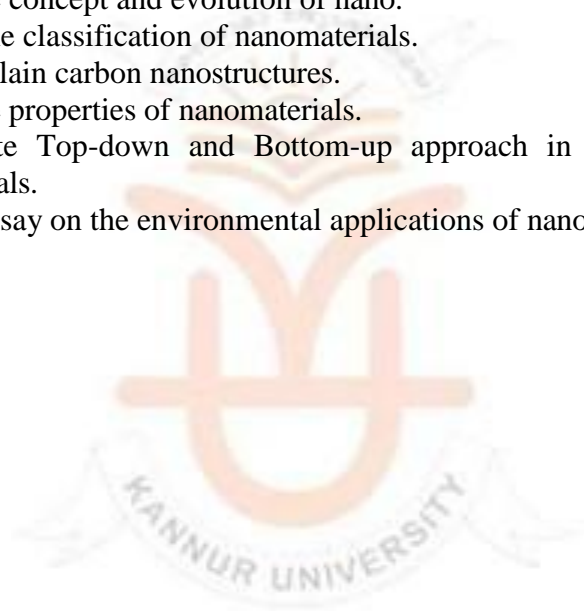 concept and evolution of nano.
e classification of nanomaterials.
lain carbon nanostructures.
properties of nanomaterials.
te Top-down and Bottom-up approach in
als.
say on the environmental applications of nano
KANNUR UNIVERSITY